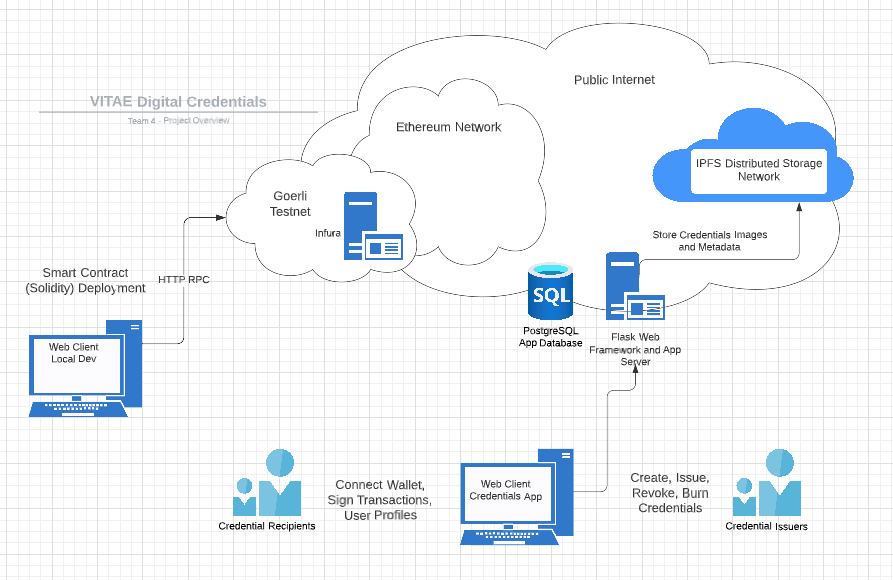 VITAE Digital Credentials
Team 4 - Project Overview
Public Internet
Ethereum Network
IPFS Distributed Storage
Network
Goerli
Testnet
Infura
Store Credentials Images
and Metadata
Smart Contract
(Solidity) Deployment
HTTP RPC
SQL
PostgreSQL
App Database
Flask Web
Framework and App
Server
Web Client
Local Dev
Connect Wallet,
Sign Transactions,
User Profiles
Web Client
Credentials App
Create, Issue,
Revoke, Burn
Credentials
Credential Recipients
Credential Issuers